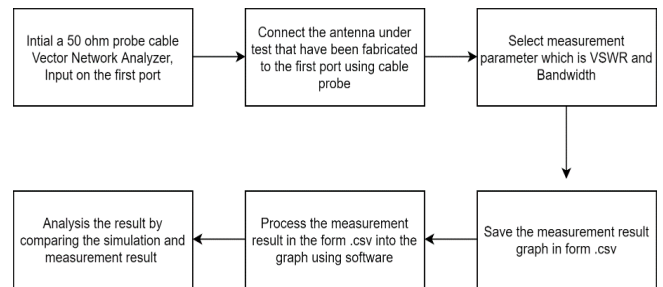 Intial a 50 ohm probe cable
Vector Network Analyzer,
Input on the first port
Connect the antenna under
test that have been fabricated
to the first port using cable
probe
Select measurement
parameter which is VSWR and
Bandwidth
Save the measurement result
graph in form .csv
Process the measurement
result in the form .csv into the
graph using software
Analysis the result by
comparing the simulation and
measurement result